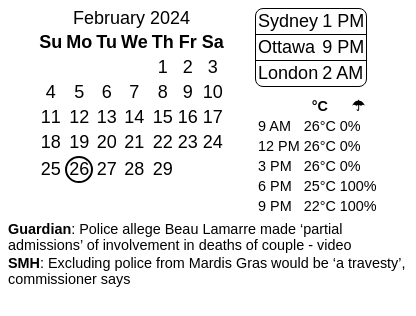 February 2024
Su Mo Tu We Th Fr Sa
1 2 3
4 5 6 7 8 9 10
11 12 13 14 15 16 17
18 19 20 21 22 23 24
25 26 27 28 29
Sydney 1 PM
Ottawa 9 PM
London 2 AM
°C ☂
9 AM 26°C 0%
12 PM 26°C 0%
3 PM 26°C 0%
6 PM 25°C 100%
9 PM 22°C 100%
Guardian: Police allege Beau Lamarre made ‘partial
admissions’ of involvement in deaths of couple - video
SMH: Excluding police from Mardis Gras would be ‘a travesty’,
commissioner says